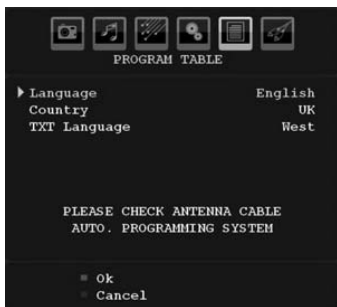 PROGRAM TABLE
Language English
Country UK
TXT Language West
PLEASE CHECK ANTENNA CABLE
AUTO. PROGRAMMING SYSTEM
Ok
Cancel